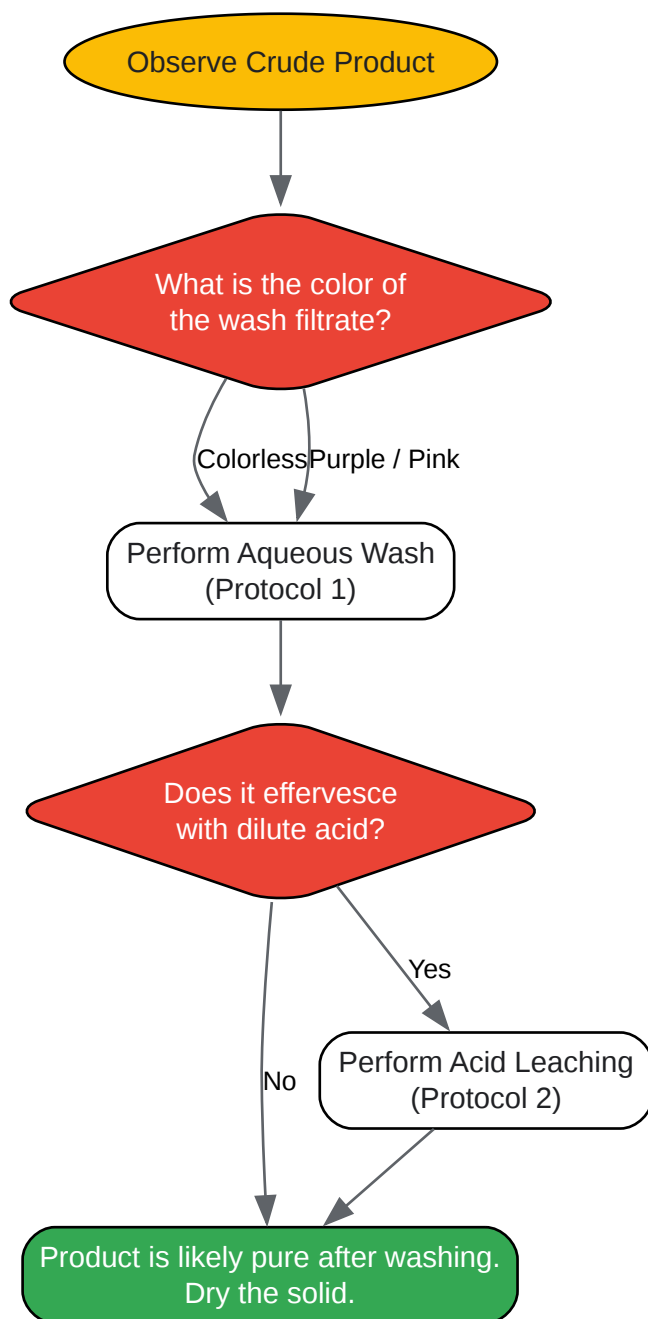 Observe Crude Product
What is the color of
the wash filtrate?
Colorless
Purple / Pink
Perform Aqueous Wash
(Protocol 1)
Does it effervesce
with dilute acid?
Yes
Perform Acid Leaching
(Protocol 2)
No
Product is likely pure after washing.
Dry the solid.